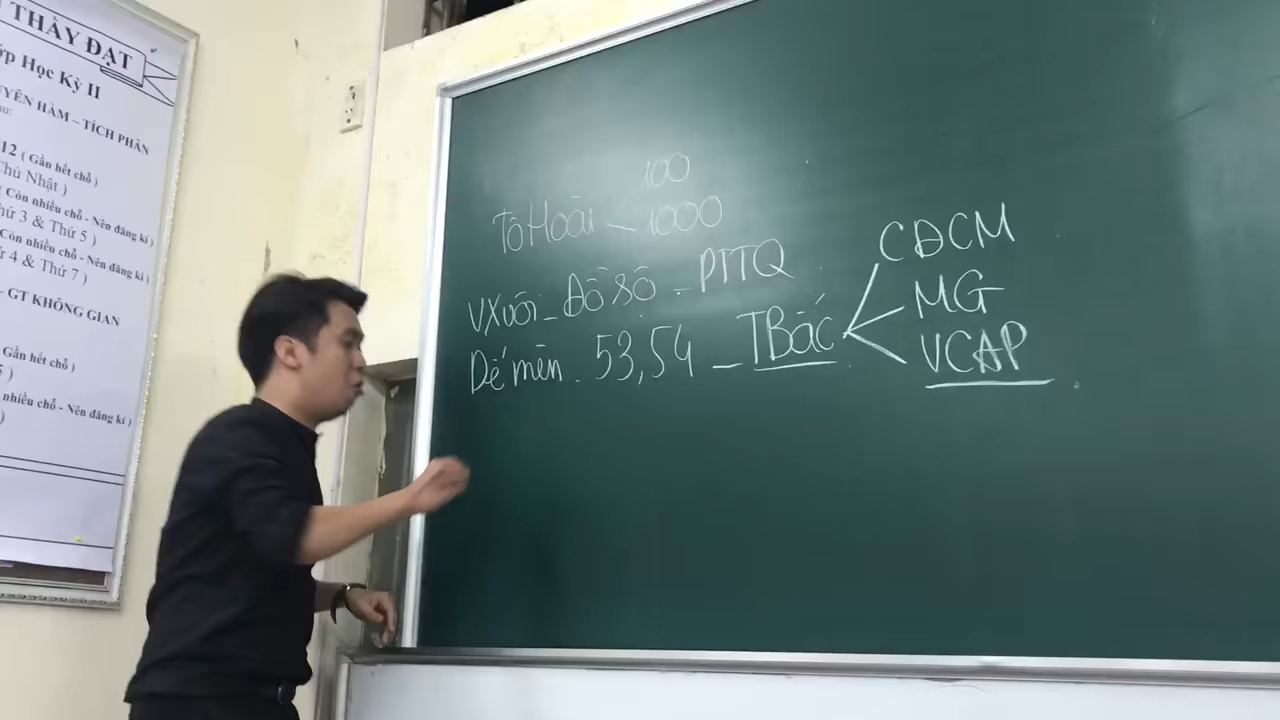 THẦY ĐẠT
Học Kỳ II
HÀM – TÍCH PHÂN
12 ( Gần hết chỗ )
Chủ Nhật )
( Còn nhiều chỗ - Nên đăng kí )
3 & Thứ 5 )
Còn nhiều chỗ - Nên đăng kí )
4 & Thứ 7 )
- GT KHÔNG GIAN
Gần hết chỗ )
5 )
nhiều chỗ - Nên đăng kí )
)
100
Tô Hoài – 1000
VXuôi – Đồ sộ – PTTQ
Dế mèn. 53,54 – TBắc
CĐCM
MG
VCAP